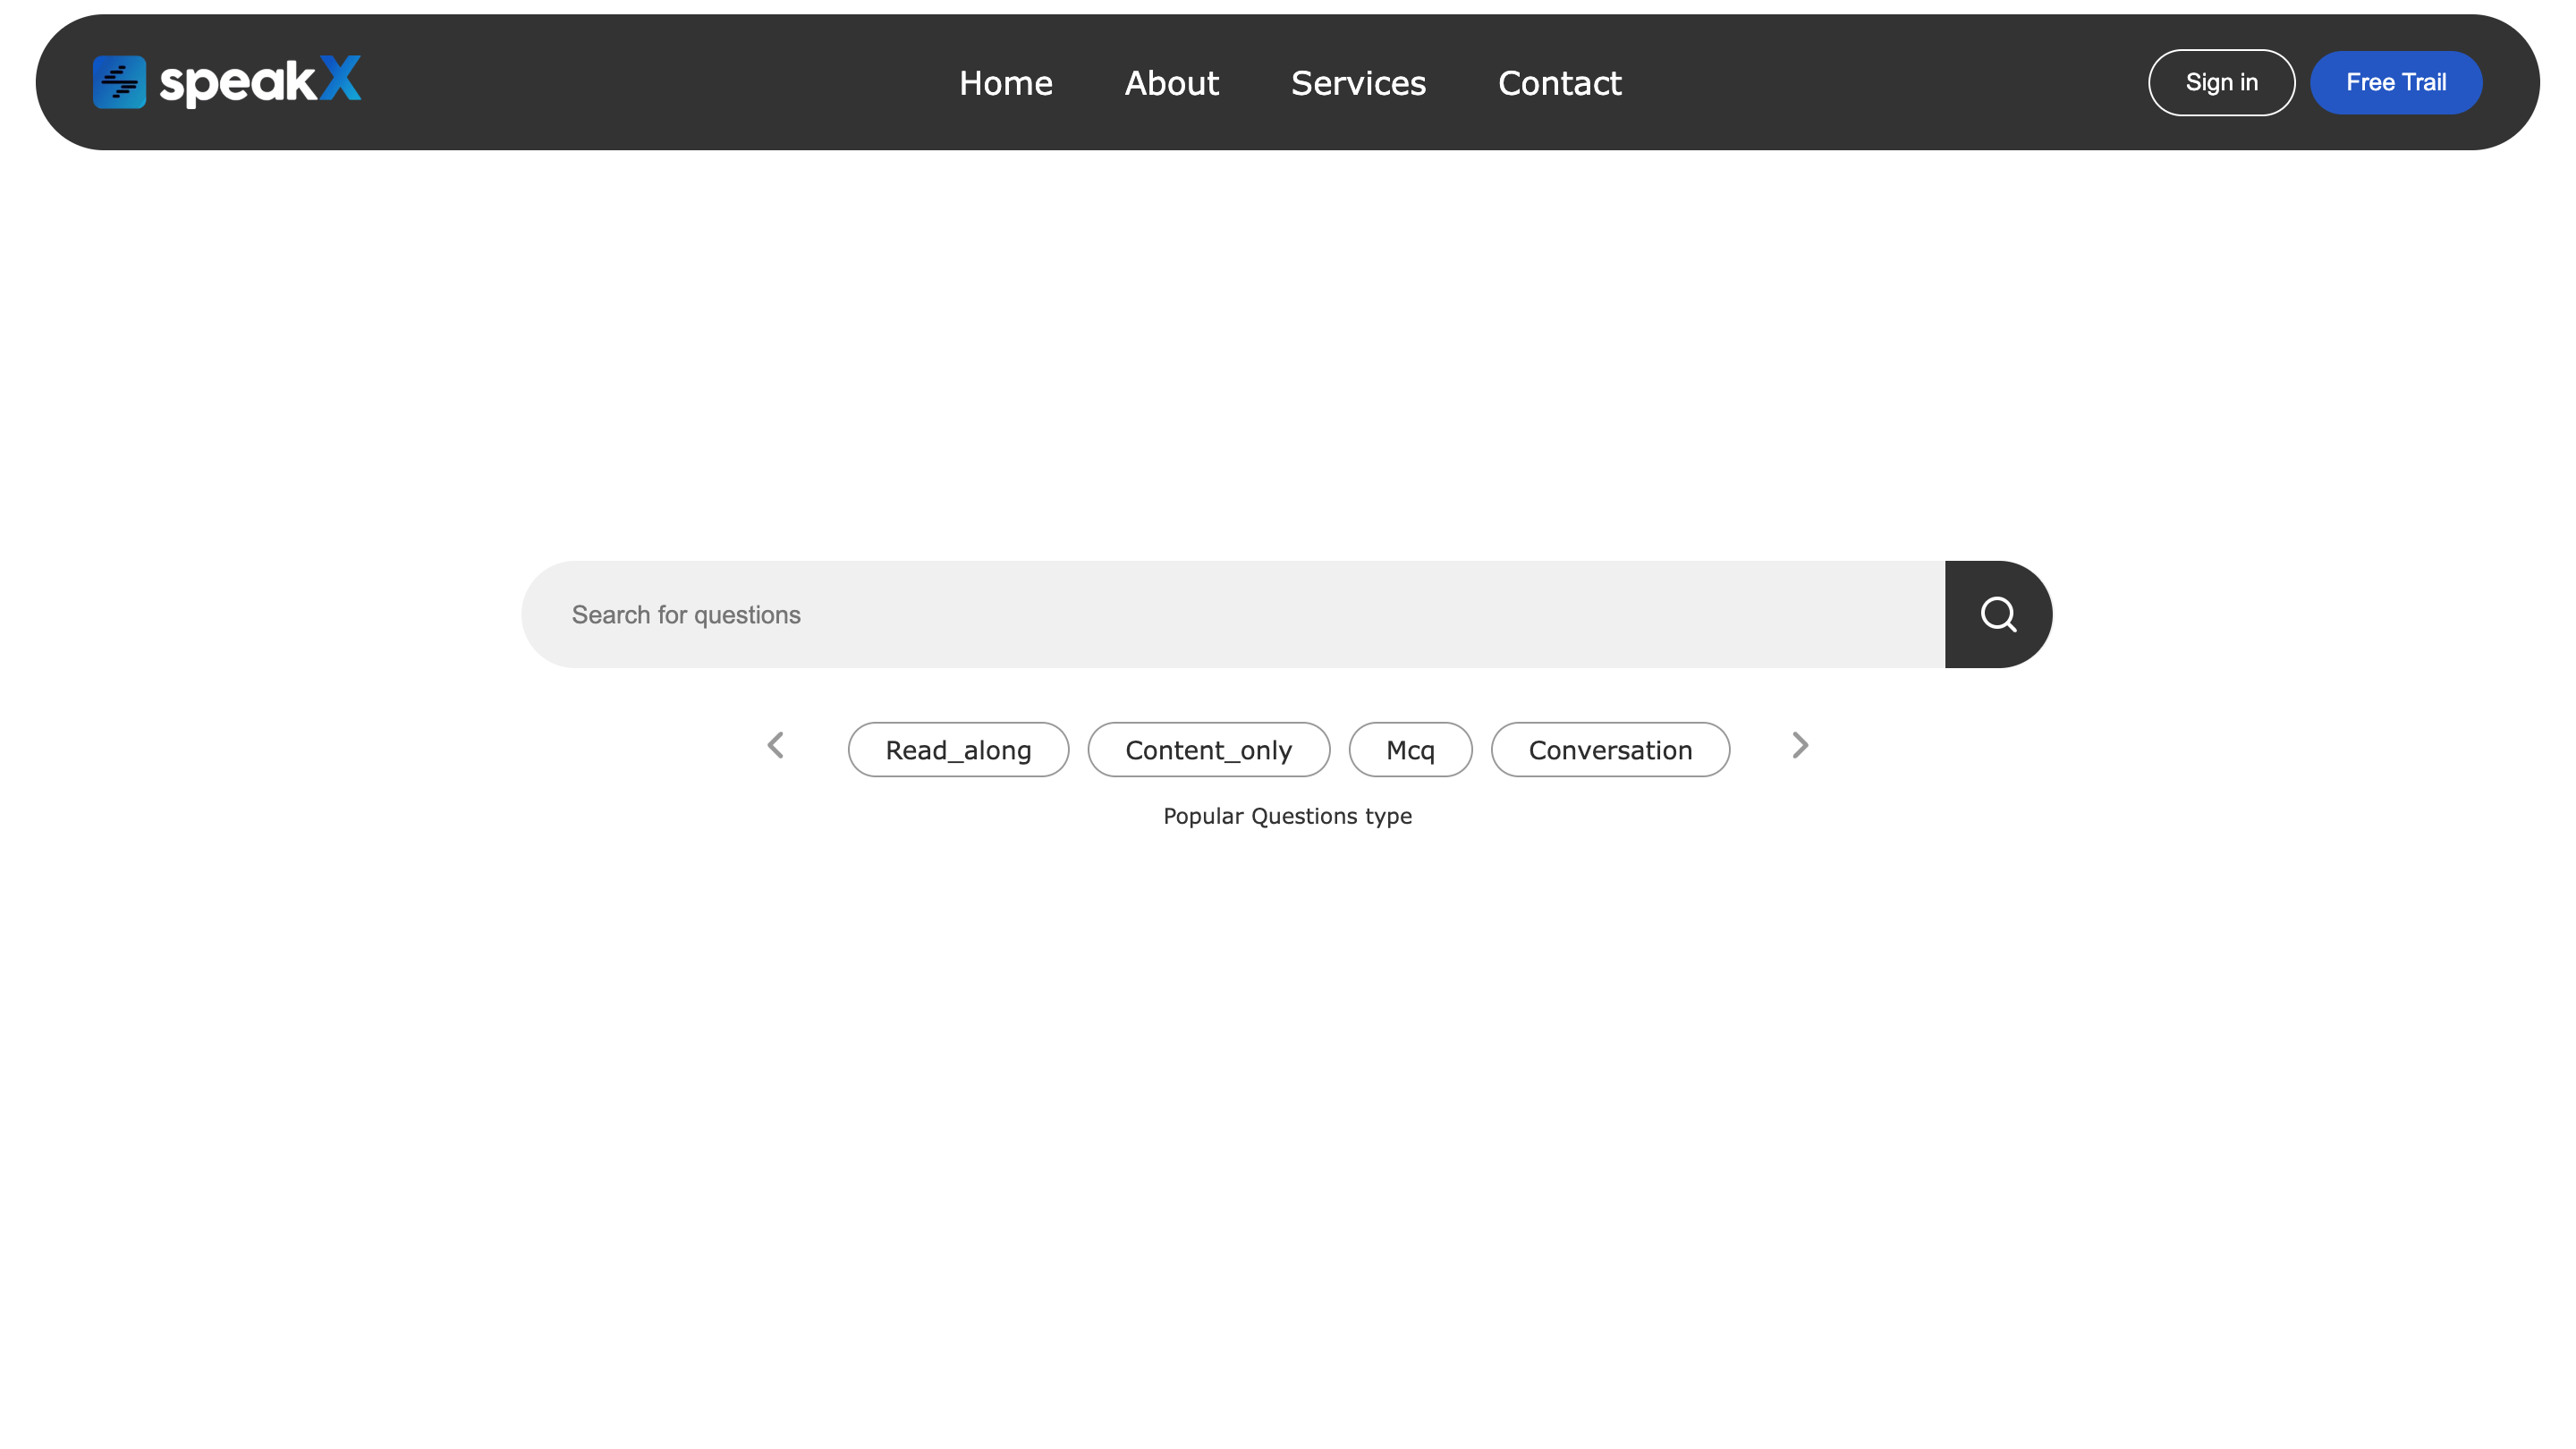 speakX Home About Services Contact Sign in Free Trail
Search for questions
Read_along Content_only Mcq Conversation
Popular Questions type